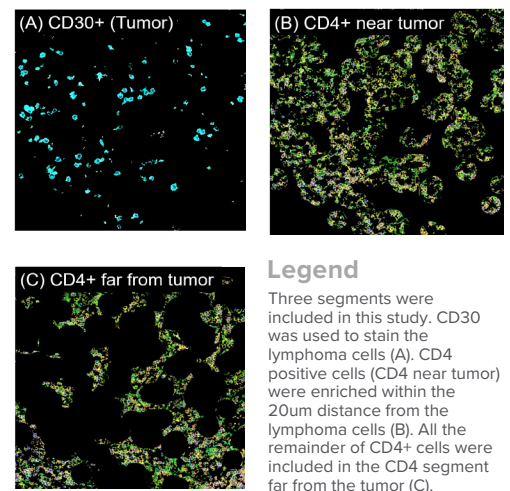 (A) CD30+ (Tumor)
(B) CD4+ near tumor
(C) CD4+ far from tumor
Legend
Three segments were
included in this study. CD30
was used to stain the
lymphoma cells (A). CD4
positive cells (CD4 near tumor)
were enriched within the
20um distance from the
lymphoma cells (B). All the
remainder of CD4+ cells were
included in the CD4 segment
far from the tumor (C).